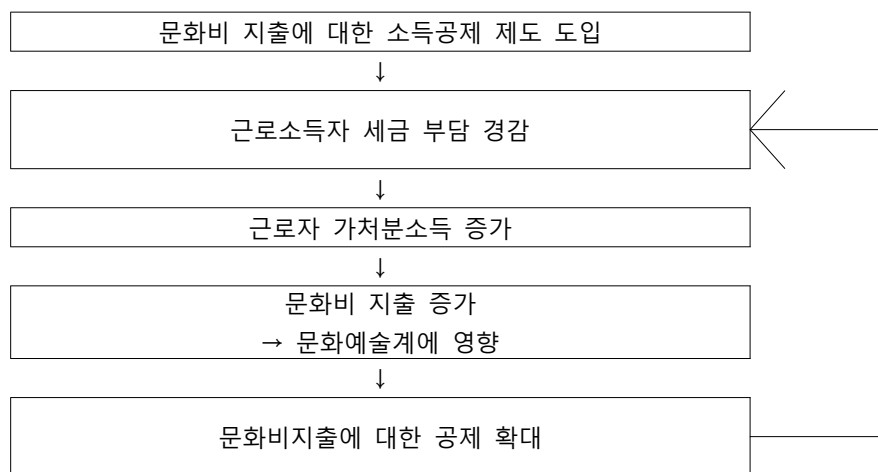 문화비 지출에 대한 소득공제 제도 도입
↓
근로소득자 세금 부담 경감
↓
근로자 가처분소득 증가
↓
문화비 지출 증가
→ 문화예술계에 영향
↓
문화비지출에 대한 공제 확대